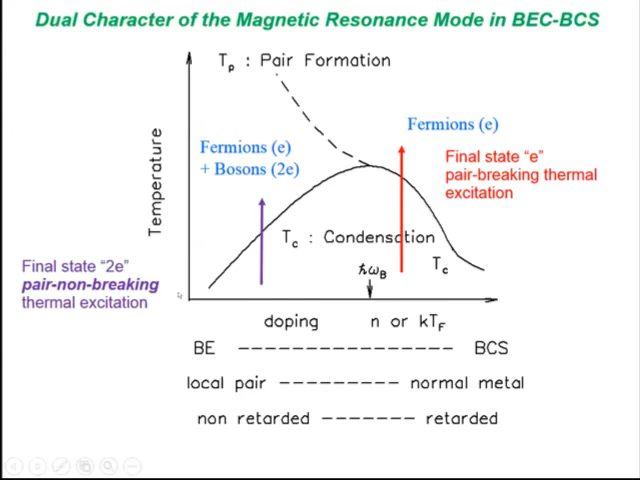 Dual Character of the Magnetic Resonance Mode in BEC-BCS
Tp : Pair Formation
Fermions (e)
Fermions (e)
+ Bosons (2e)
Final state "e"
pair-breaking thermal
excitation
Temperature
Tc : Condensation
Final state "2e"
pair-non-breaking
thermal excitation
ℏωB
Tc
doping
n or kTF
BE
BCS
local pair
normal metal
non retarded
retarded